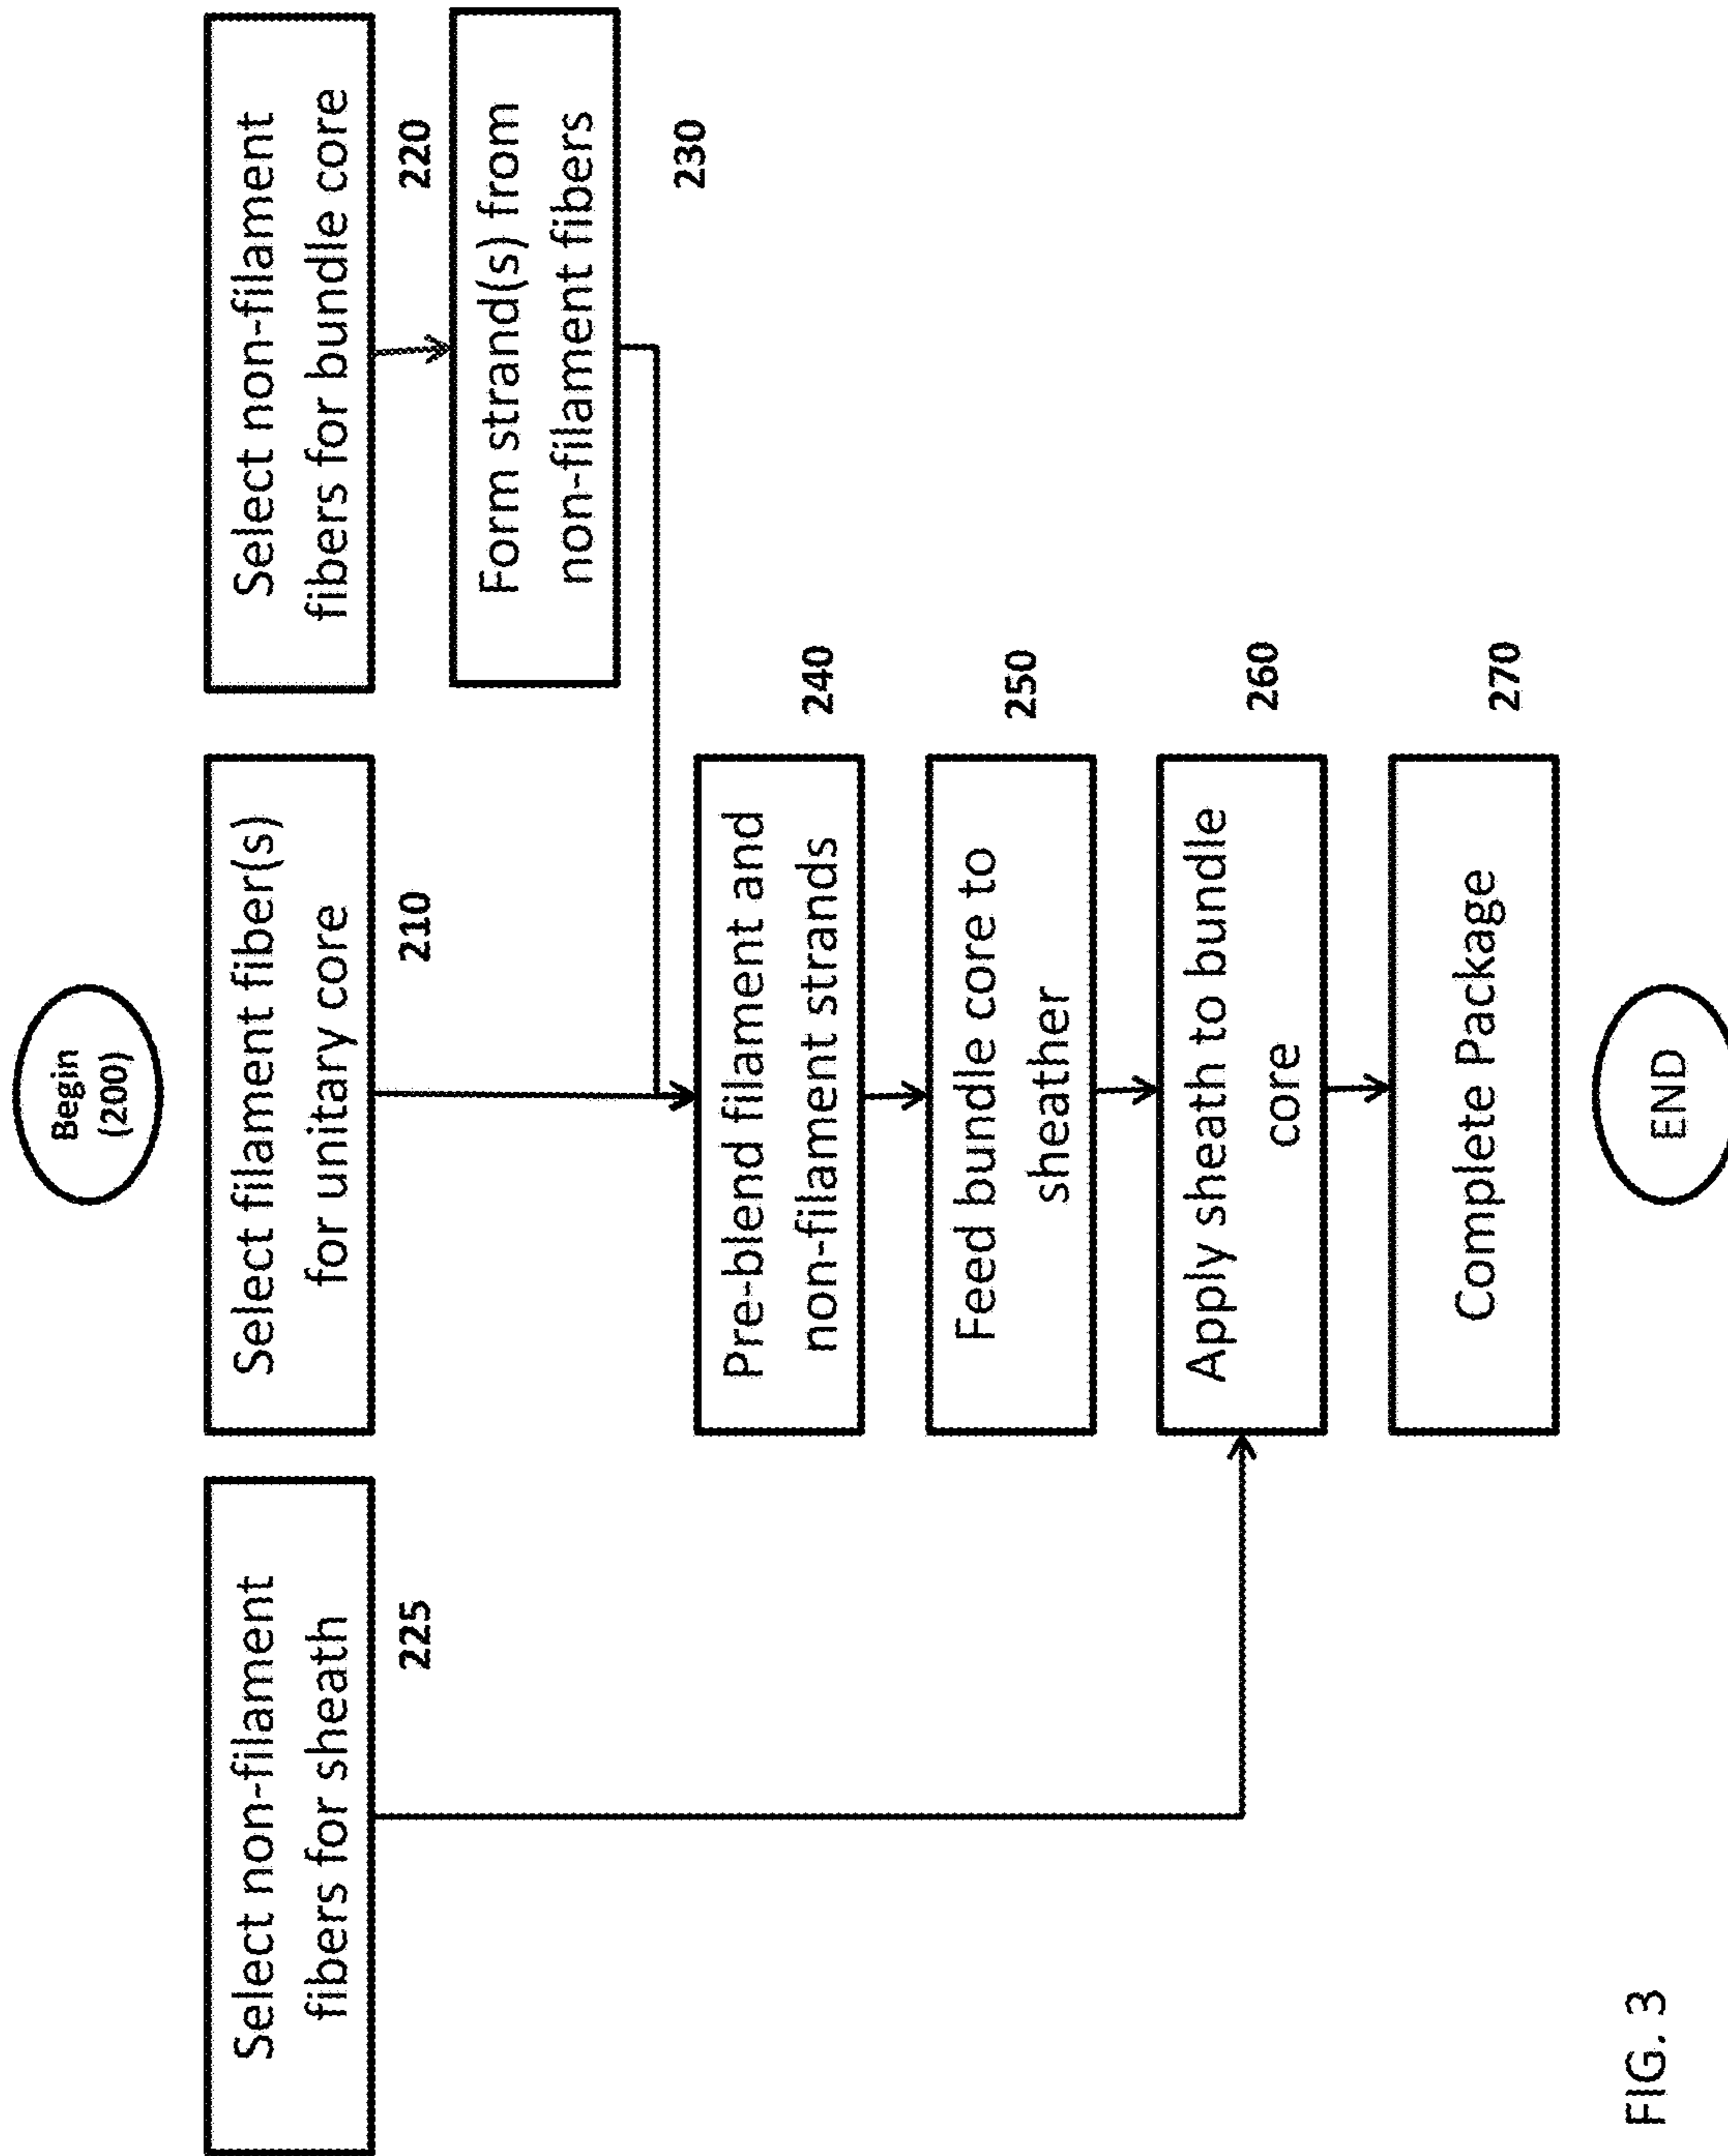 Begin
(200)
Select non-filament
fibers for sheath
225
Select filament fiber(s)
for unitary core
210
Select non-filament
fibers for bundle core
220
Form strand(s) from
non-filament fibers
230
Pre-blend filament and
non-filament strands
240
Feed bundle core to
sheather
250
Apply sheath to bundle
core
260
Complete Package
270
END
FIG. 3